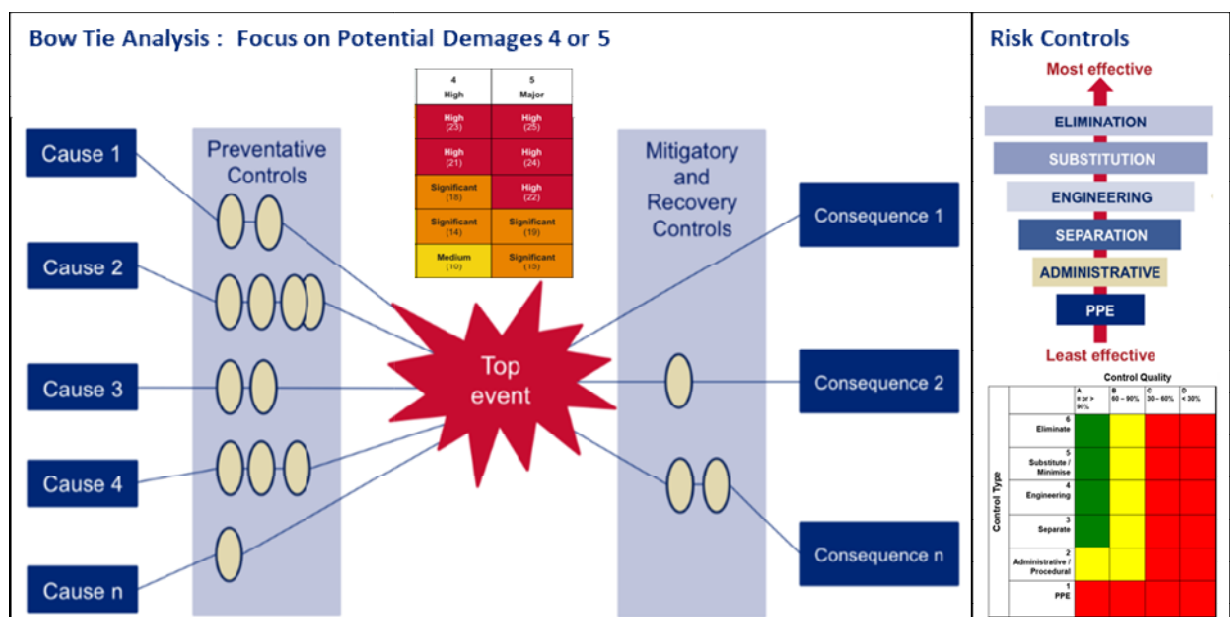 Bow Tie Analysis : Focus on Potential Demages 4 or 5
Cause 1
Cause 2
Cause 3
Cause 4
Cause n
Preventative
Controls
4
High
5
Major
High
(23)
High
(25)
High
(21)
High
(24)
Significant
(18)
High
(22)
Significant
(14)
Significant
(19)
Medium
Significant
Top
event
Mitigatory
and
Recovery
Controls
Consequence 1
Consequence 2
Consequence n
Risk Controls
Most effective
ELIMINATION
SUBSTITUTION
ENGINEERING
SEPARATION
ADMINISTRATIVE
PPE
Least effective
Control Quality
A
B
60 – 90%
C
30 – 60%
D
< 30%
Control Type
6
Eliminate
5
Substitute /
Minimise
4
Engineering
3
Separate
2
Administrative /
Procedural
1
PPE